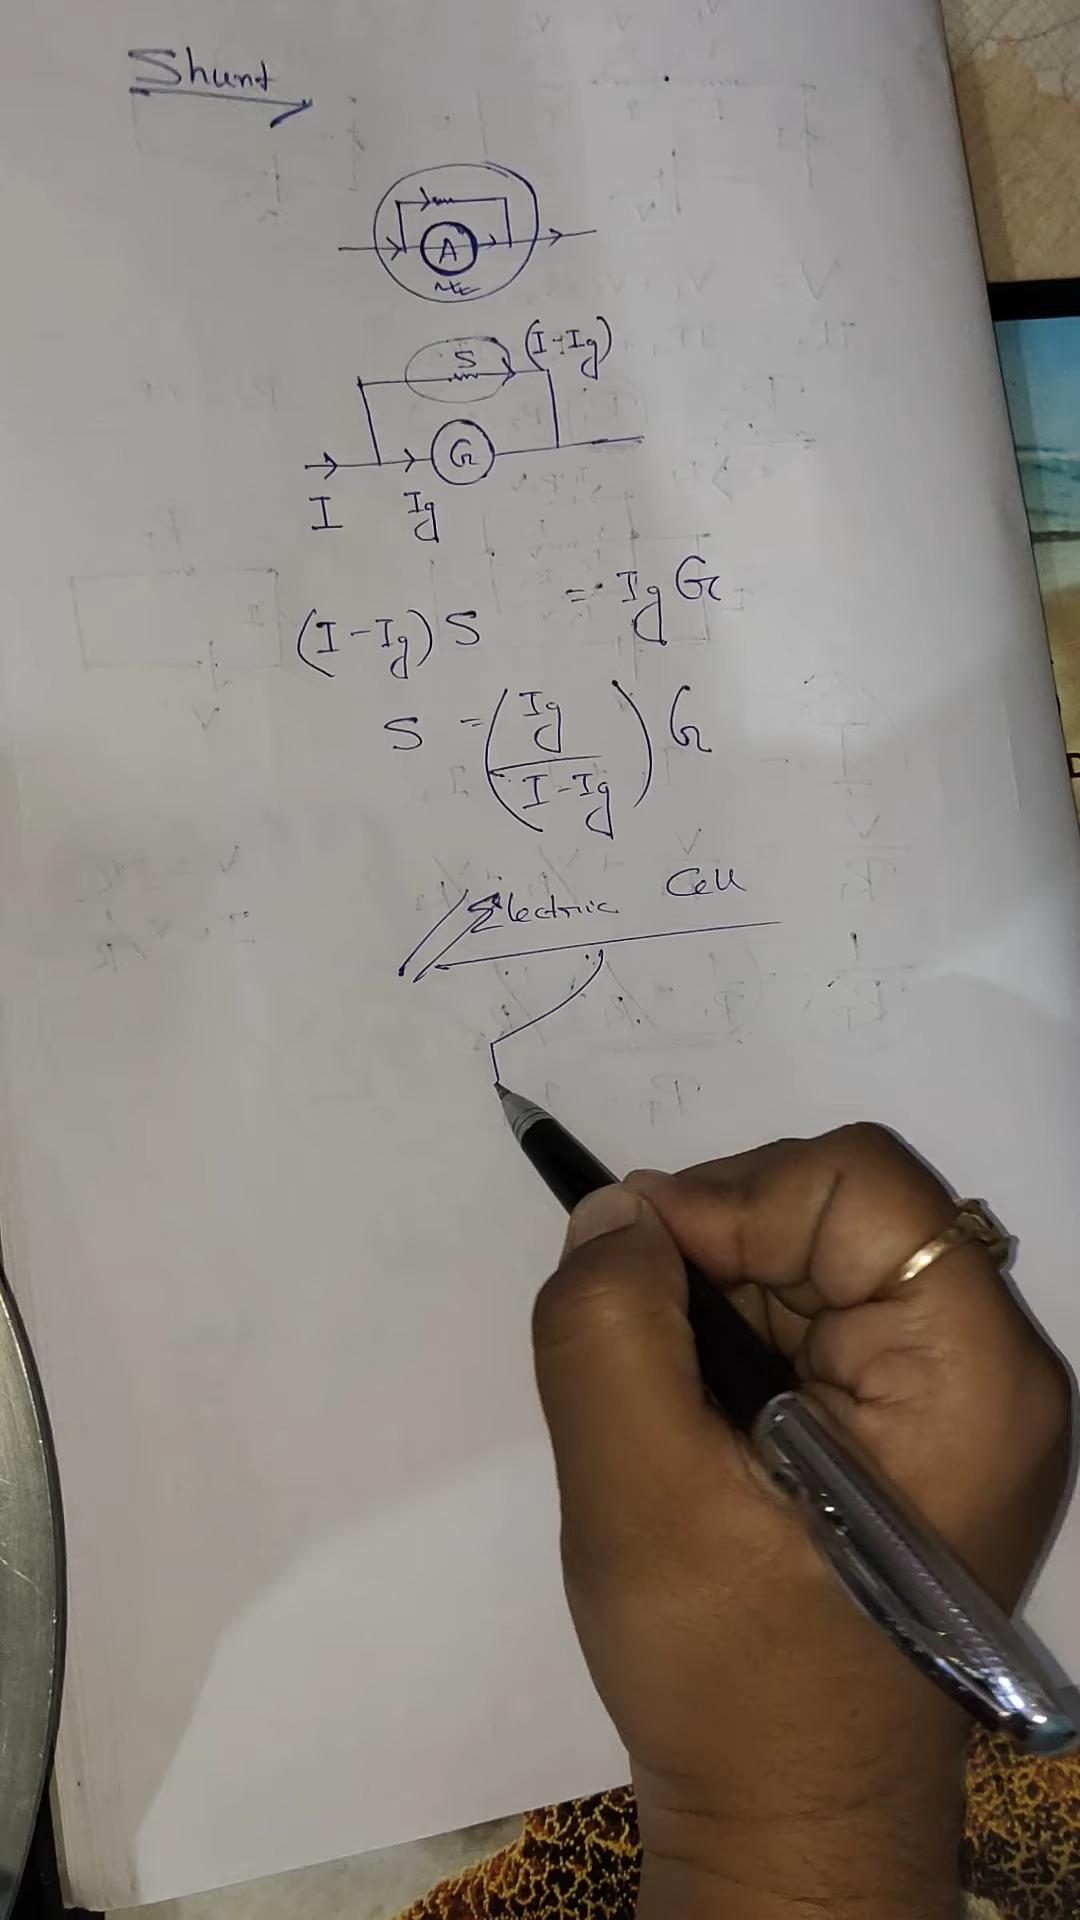 Shunt
A
S (I-Ig)
G
I Ig
(I-Ig) S = Ig G
S = (Ig / I-Ig) G
Electric Cell